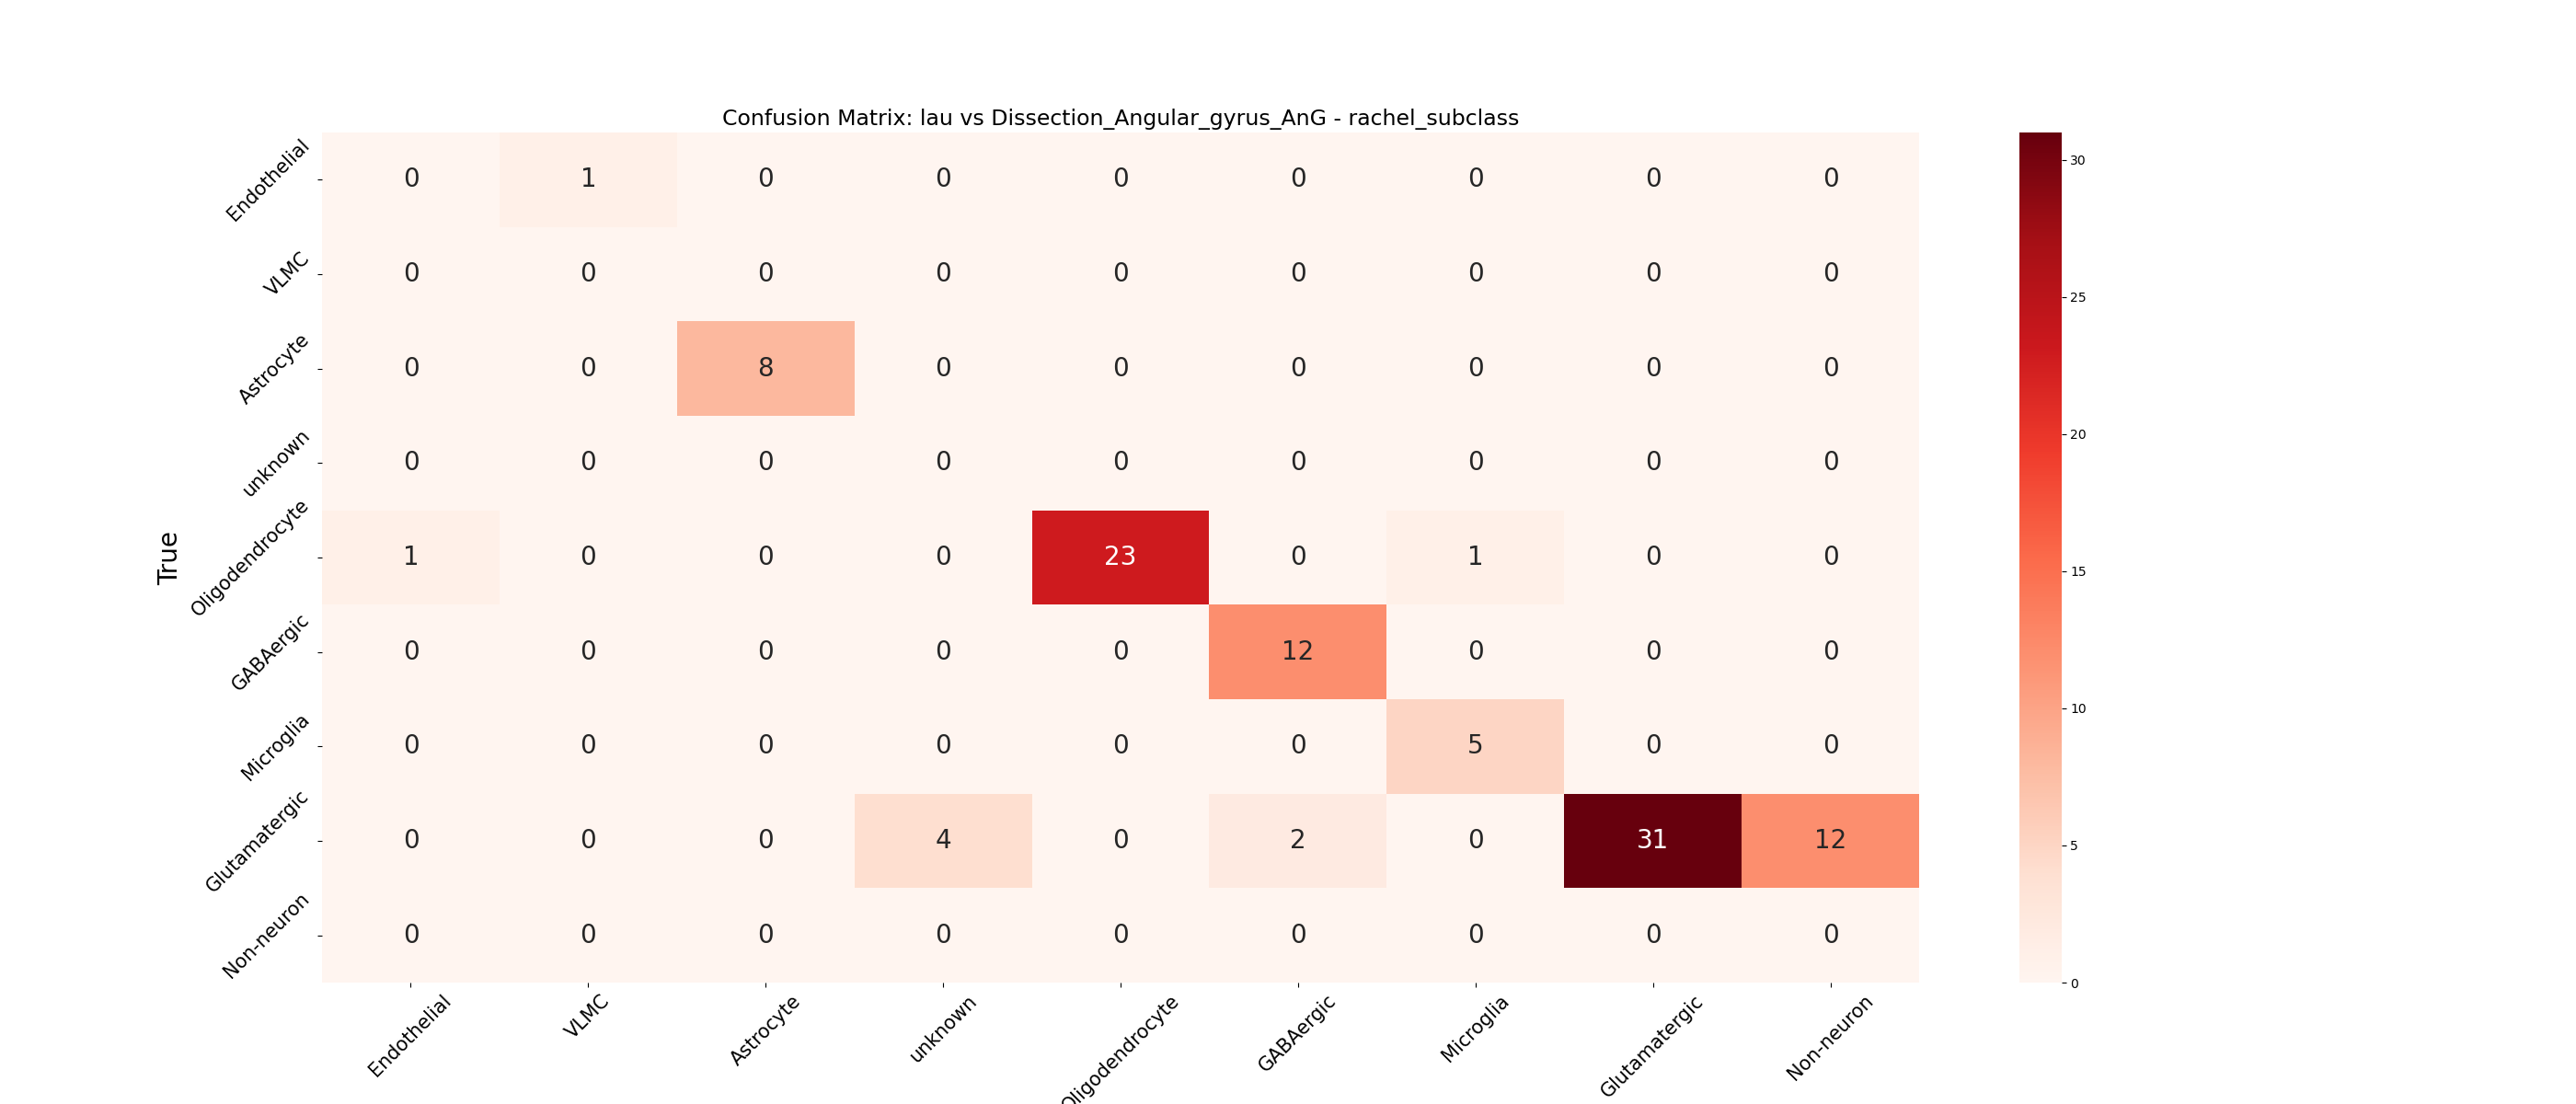 Confusion Matrix: lau vs Dissection_Angular_gyrus_AnG - rachel_subclass
True
Endothelial 0 1 0 0 0 0 0 0 0
VLMC 0 0 0 0 0 0 0 0 0
Astrocyte 0 0 8 0 0 0 0 0 0
unknown 0 0 0 0 0 0 0 0 0
Oligodendrocyte 1 0 0 0 23 0 1 0 0
GABAergic 0 0 0 0 0 12 0 0 0
Microglia 0 0 0 0 0 0 5 0 0
Glutamatergic 0 0 0 4 0 2 0 31 12
Non-neuron 0 0 0 0 0 0 0 0 0
Endothelial VLMC Astrocyte unknown Oligodendrocyte GABAergic Microglia Glutamatergic Non-neuron
30
25
20
15
10
5
0